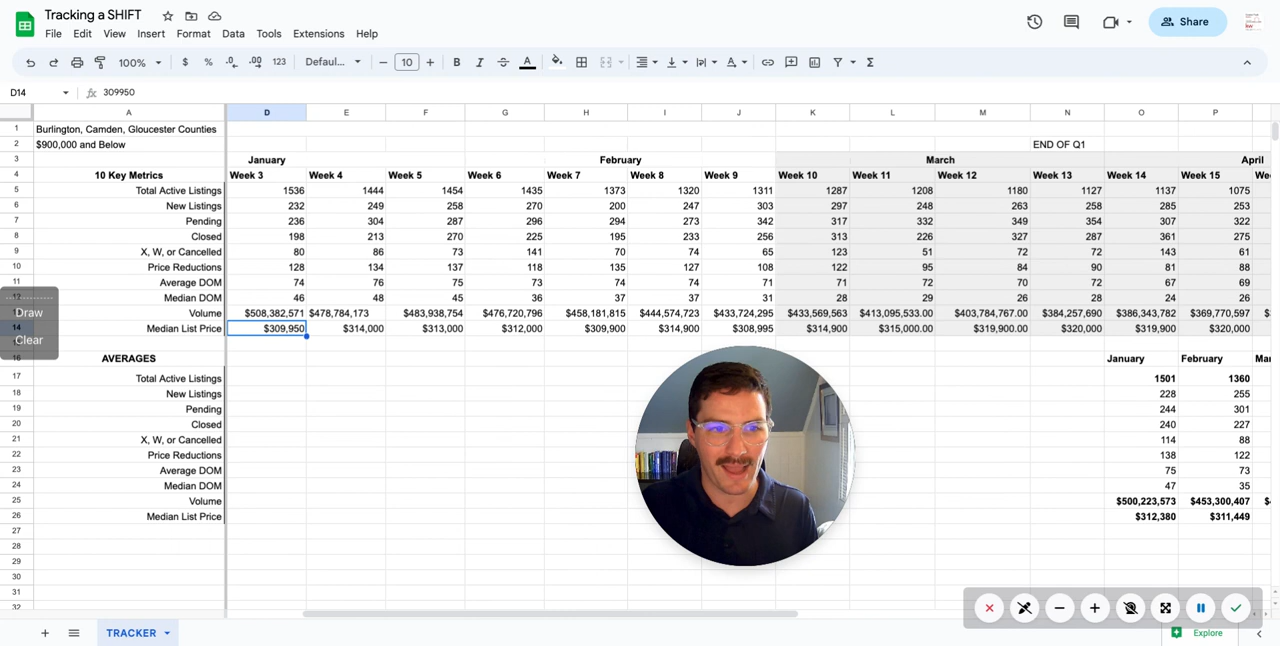 Tracking a SHIFT
File Edit View Insert Format Data Tools Extensions Help
Share
100% $ % .0 .00 123 Defaul... 10 B I A
D14 fx 309950
A D E F G H I J K L M N O P
1 Burlington, Camden, Gloucester Counties
2 $900,000 and Below END OF Q1
3 January February March April
4 10 Key Metrics Week 3 Week 4 Week 5 Week 6 Week 7 Week 8 Week 9 Week 10 Week 11 Week 12 Week 13 Week 14 Week 15 We
5 Total Active Listings 1536 1444 1454 1435 1373 1320 1311 1287 1208 1180 1127 1137 1075
6 New Listings 232 249 258 270 200 247 303 297 248 263 258 285 253
7 Pending 236 304 287 296 294 273 342 317 332 349 354 307 322
8 Closed 198 213 270 225 195 233 256 313 226 327 287 361 275
9 X, W, or Cancelled 80 86 73 141 70 74 65 123 51 72 72 143 61
10 Price Reductions 128 134 137 118 135 127 108 122 95 84 90 81 88
11 Average DOM 74 76 75 73 74 74 71 71 72 70 72 67 69
Median DOM 46 48 45 36 37 37 31 28 29 26 28 24 26
Draw Volume $508,382,571 $478,784,173 $483,938,754 $476,720,796 $458,181,815 $444,574,723 $433,724,295 $433,569,563 $413,095,533.00 $403,784,767.00 $384,257,690 $386,343,782 $369,770,597 $
14 Median List Price $309,950 $314,000 $313,000 $312,000 $309,900 $314,900 $308,995 $314,900 $315,000.00 $319,900.00 $320,000 $319,900 $320,000
Clear
16 AVERAGES January February Mar
17 Total Active Listings 1501 1360
18 New Listings 228 255
19 Pending 244 301
20 Closed 240 227
21 X, W, or Cancelled 114 88
22 Price Reductions 138 122
23 Average DOM 75 73
24 Median DOM 47 35
25 Volume $500,223,573 $453,300,407 $4
26 Median List Price $312,380 $311,449
27
28
29
30
31
32
TRACKER Explore